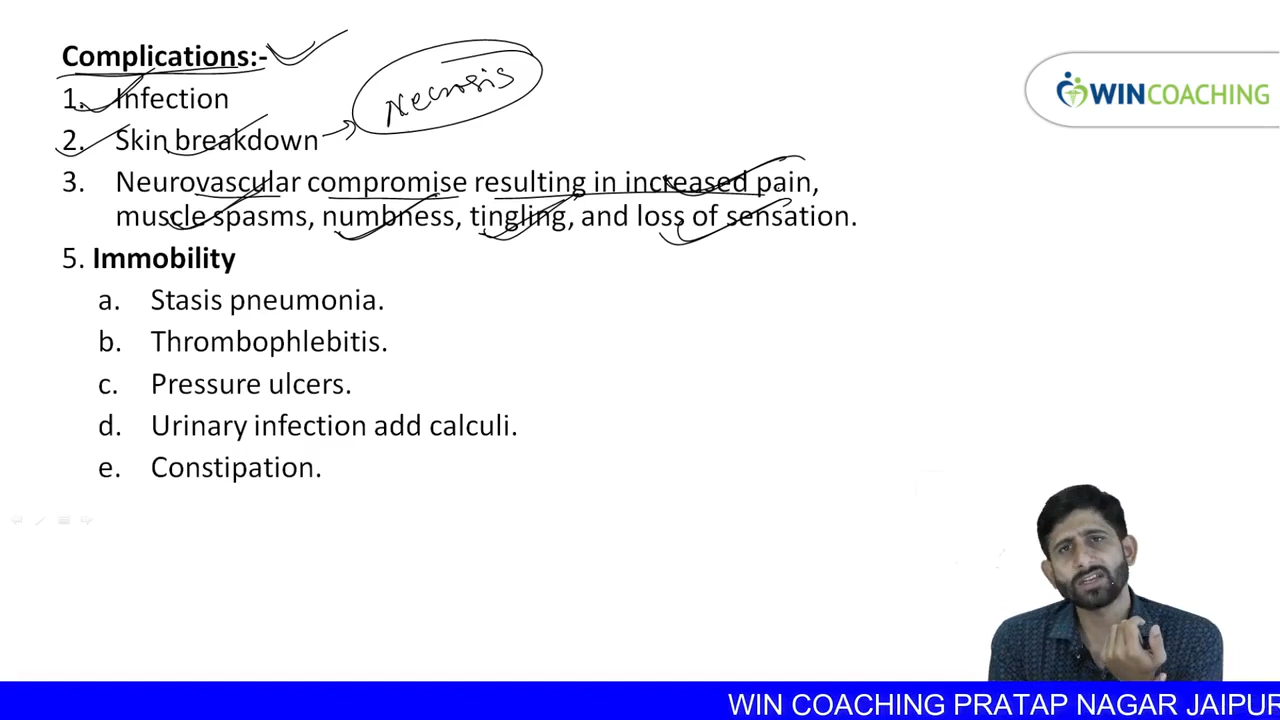 Complications:-
1. Infection
Necrosis
2. Skin breakdown
3. Neurovascular compromise resulting in increased pain,
muscle spasms, numbness, tingling, and loss of sensation.
5. Immobility
a. Stasis pneumonia.
b. Thrombophlebitis.
c. Pressure ulcers.
d. Urinary infection add calculi.
e. Constipation.
WINCOACHING
WIN COACHING PRATAP NAGAR JAIPUR